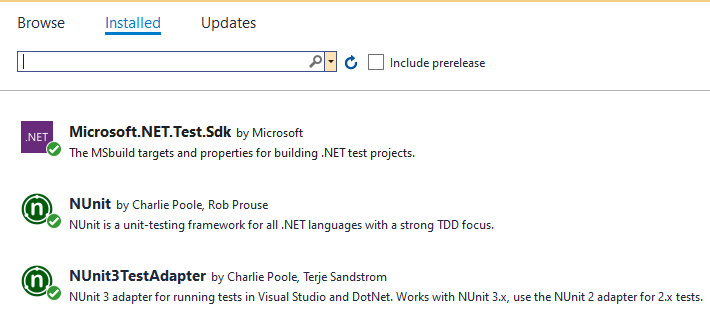 Browse Installed Updates
Include prerelease
.NET Microsoft.NET.Test.Sdk by Microsoft
The MSbuild targets and properties for building .NET test projects.
n NUnit by Charlie Poole, Rob Prouse
NUnit is a unit-testing framework for all .NET languages with a strong TDD focus.
n NUnit3TestAdapter by Charlie Poole, Terje Sandstrom
NUnit 3 adapter for running tests in Visual Studio and DotNet. Works with NUnit 3.x, use the NUnit 2 adapter for 2.x tests.